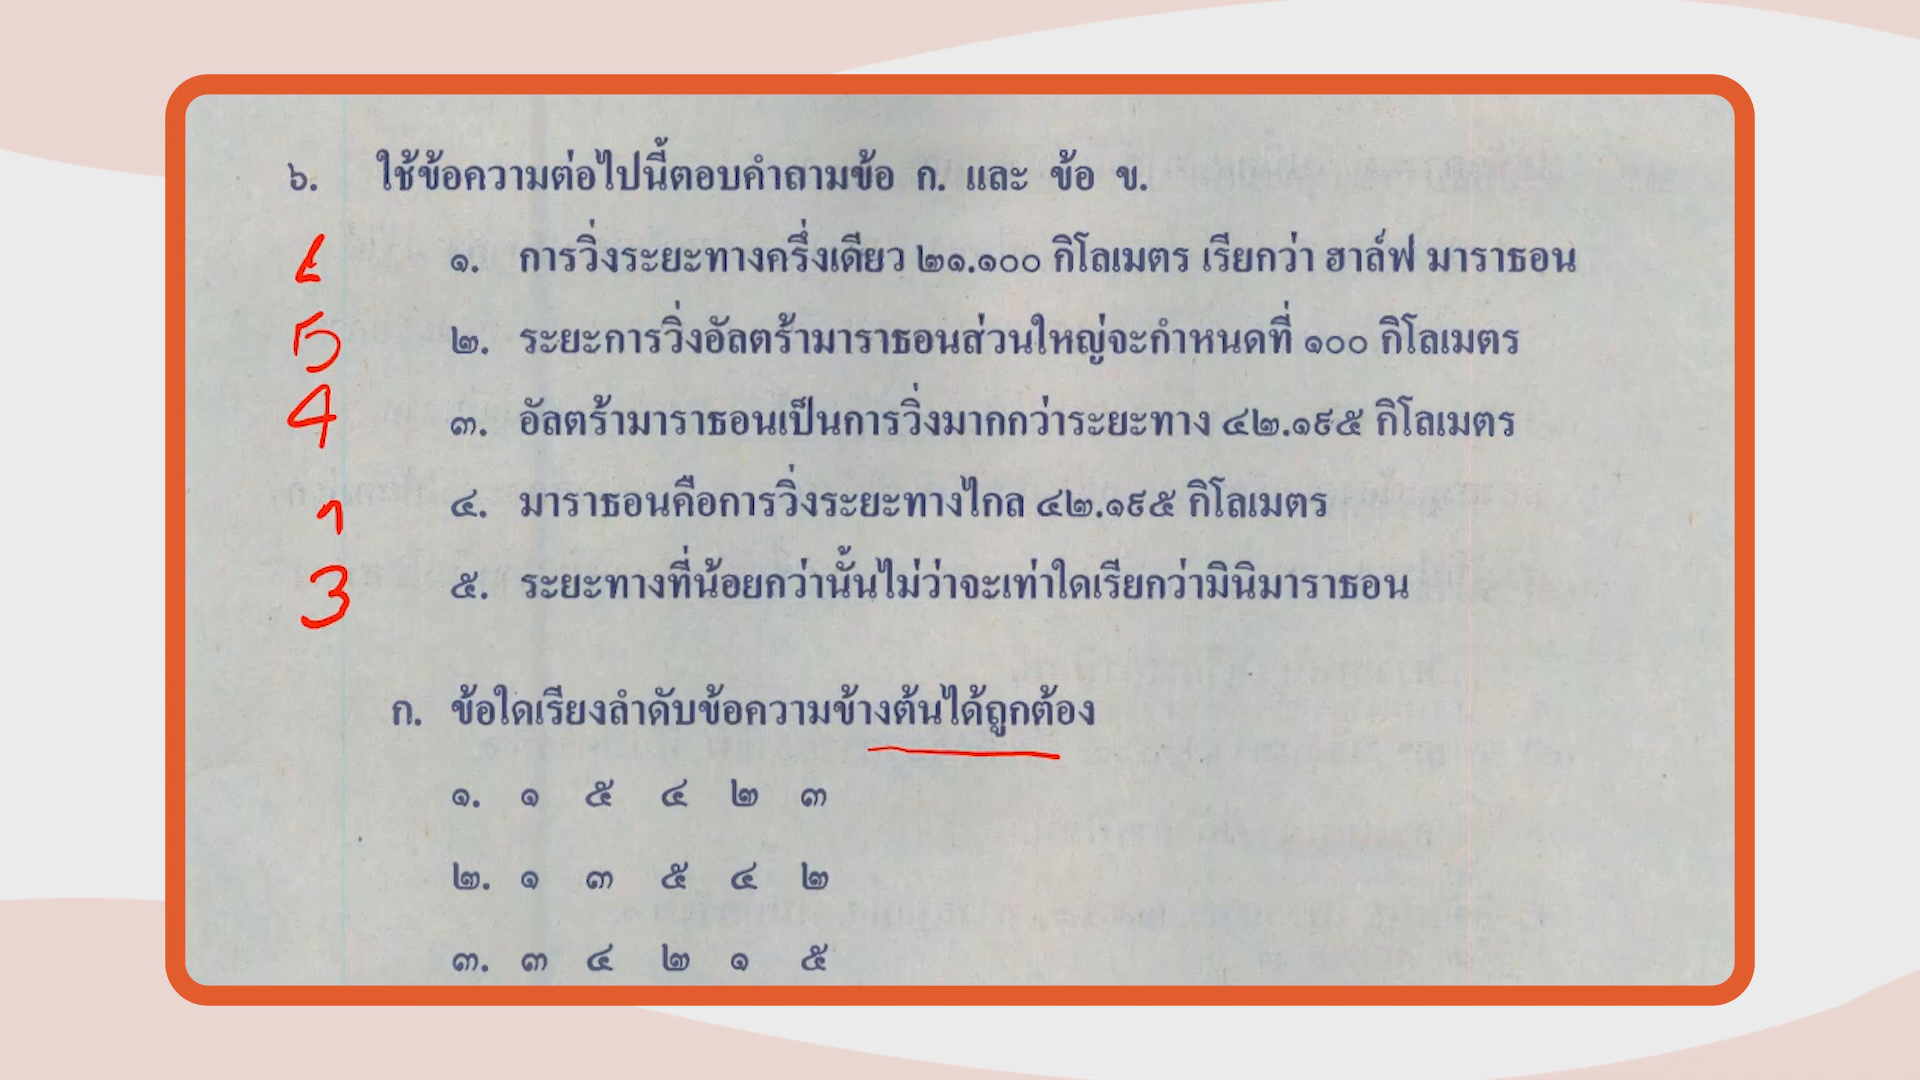 ๖. ใช้ข้อความต่อไปนี้ตอบคำถามข้อ ก. และ ข้อ ข.
๑. การวิ่งระยะทางครึ่งเดียว ๒๑.๑๐๐ กิโลเมตร เรียกว่า ฮาล์ฟ มาราธอน
5 ๒. ระยะการวิ่งอัลตร้ามาราธอนส่วนใหญ่จะกำหนดที่ ๑๐๐ กิโลเมตร
4 ๓. อัลตร้ามาราธอนเป็นการวิ่งมากกว่าระยะทาง ๔๒.๑๙๕ กิโลเมตร
1 ๔. มาราธอนคือการวิ่งระยะทางไกล ๔๒.๑๙๕ กิโลเมตร
3 ๕. ระยะทางที่น้อยกว่านั้นไม่ว่าจะเท่าใดเรียกว่ามินิมาราธอน
ก. ข้อใดเรียงลำดับข้อความข้างต้นได้ถูกต้อง
๑. ๑ ๕ ๔ ๒ ๓
๒. ๑ ๓ ๕ ๔ ๒
๓. ๓ ๔ ๒ ๑ ๕